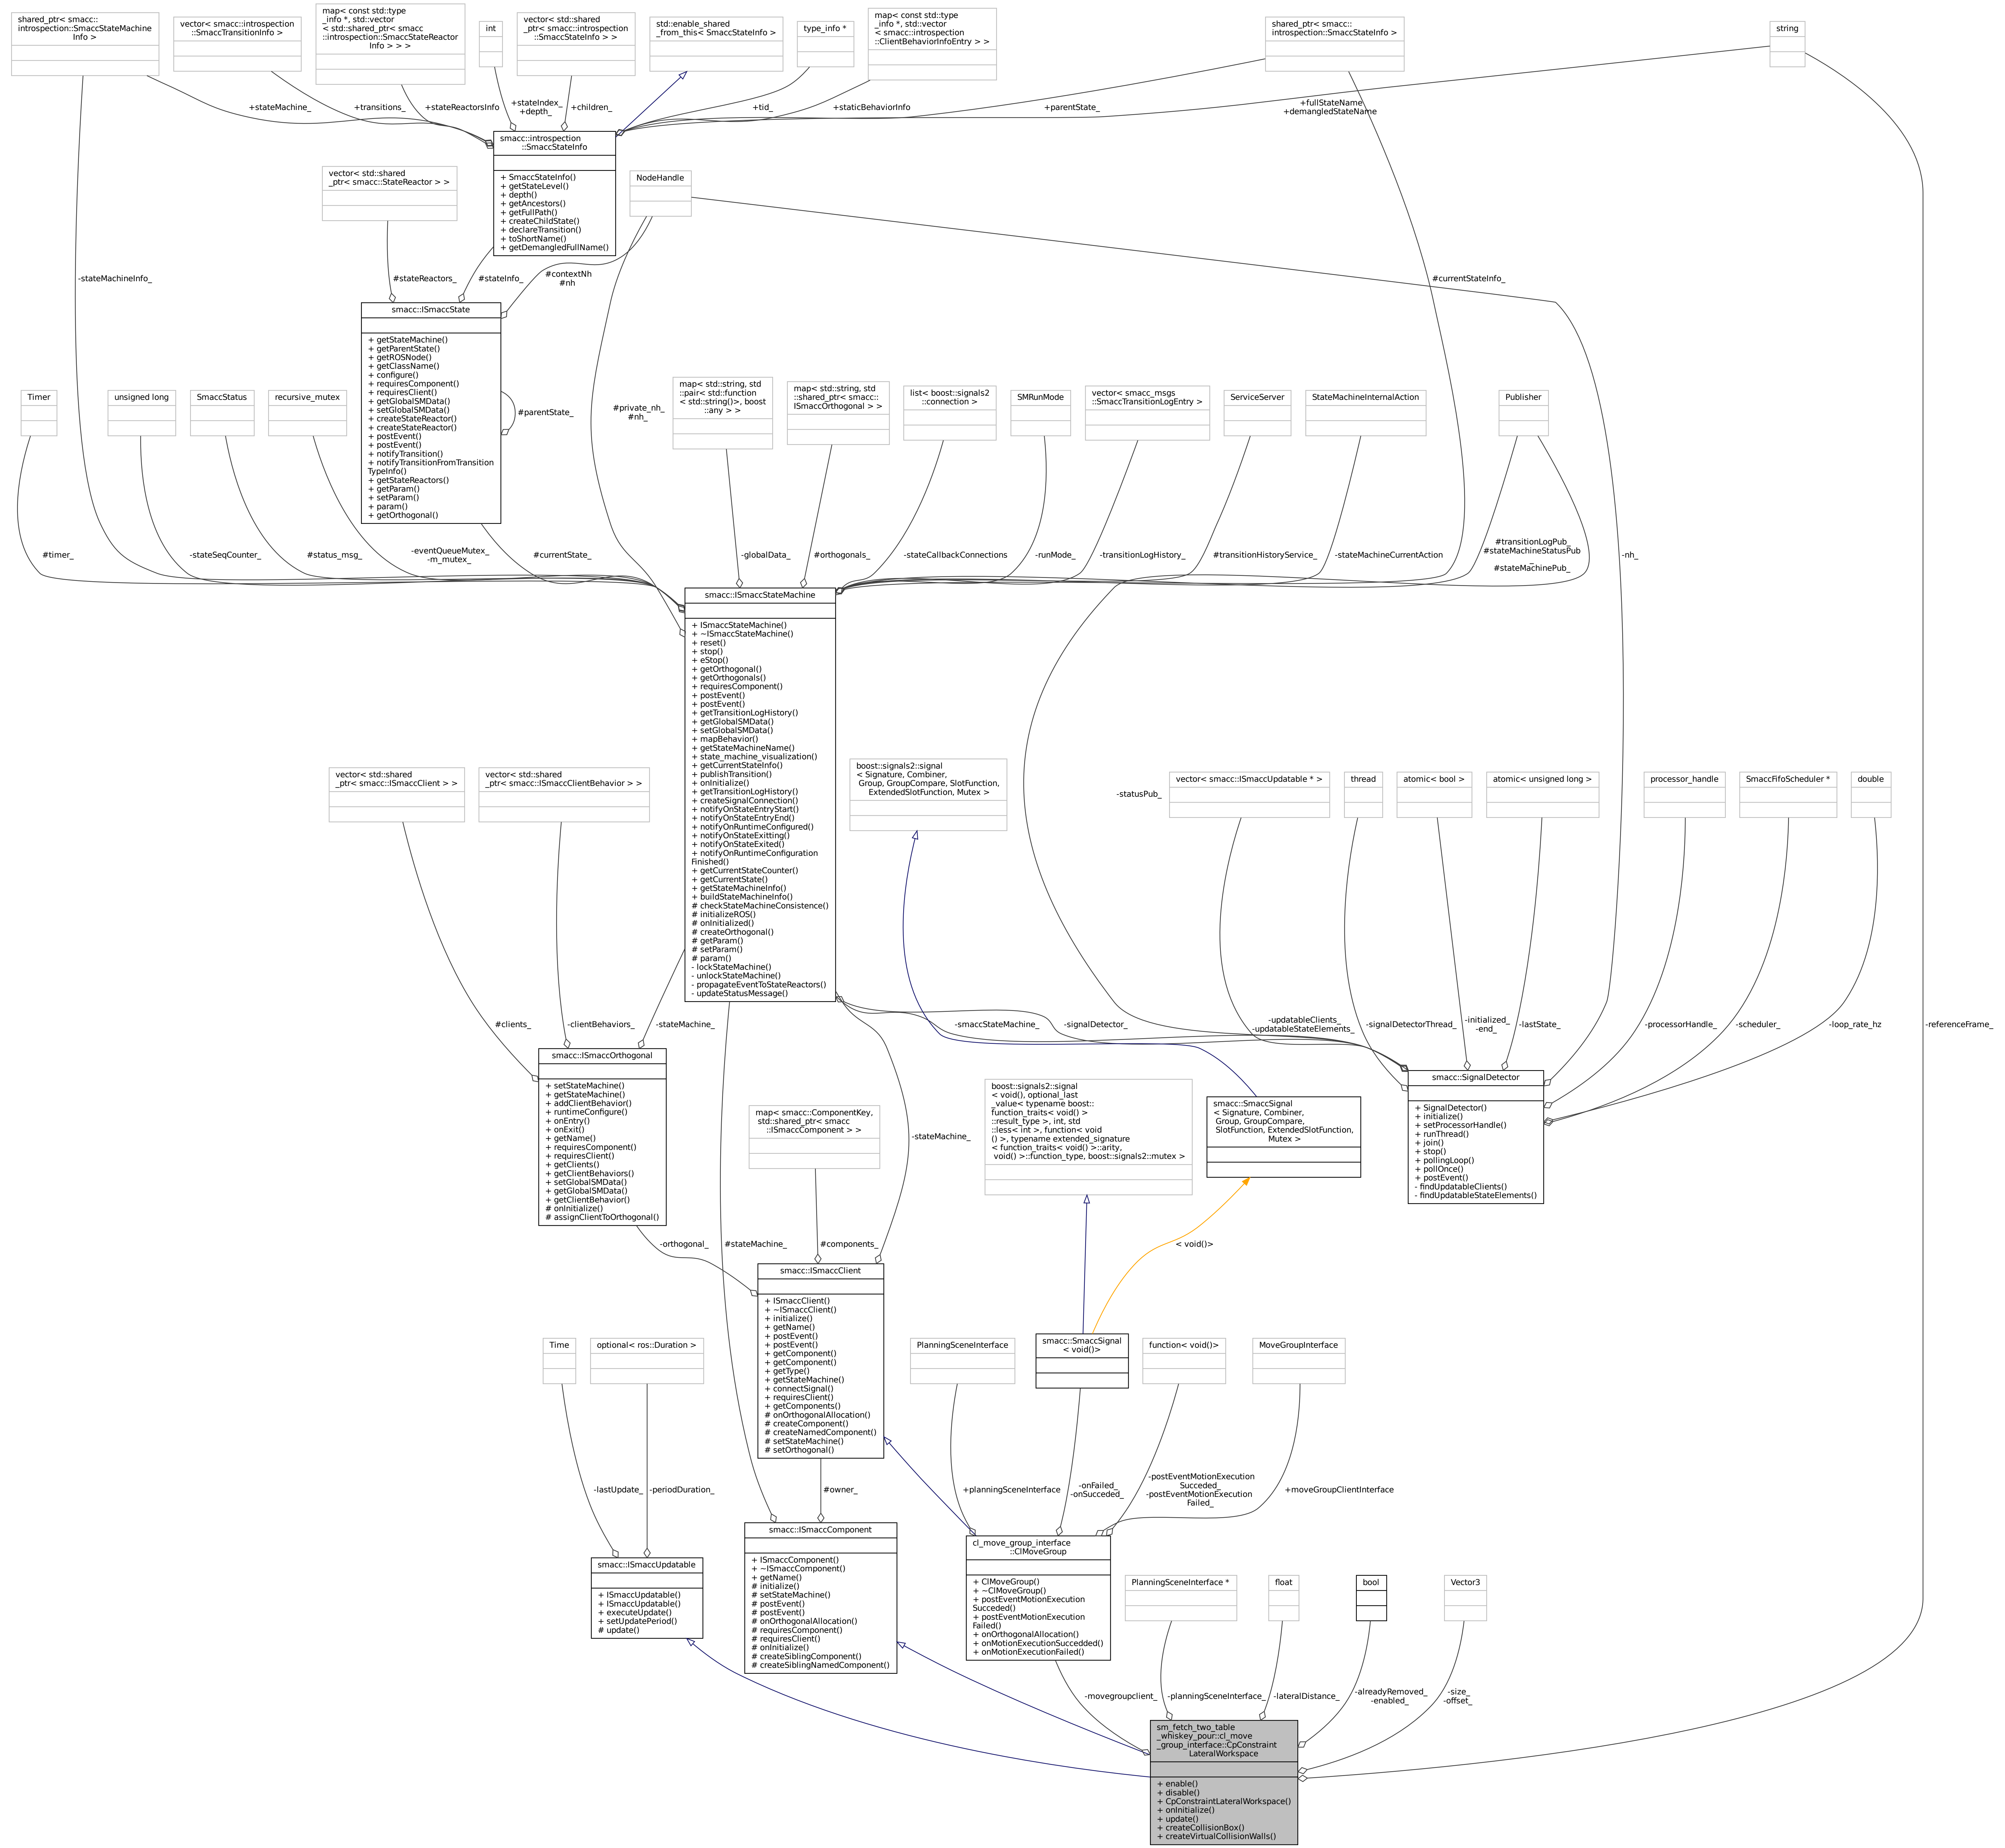 shared_ptr< smacc::
introspection::SmaccStateMachine
Info >
vector< smacc::introspection
::SmaccTransitionInfo >
map< const std::type
_info *, std::vector
< std::shared_ptr< smacc
::introspection::SmaccStateReactor
Info > > >
int
vector< std::shared
_ptr< smacc::introspection
::SmaccStateInfo > >
std::enable_shared
_from_this< SmaccStateInfo >
type_info *
map< const std::type
_info *, std::vector
< smacc::introspection
::ClientBehaviorInfoEntry > >
shared_ptr< smacc::
introspection::SmaccStateInfo >
string
+stateMachine_
+transitions_
+stateReactorsInfo
+stateIndex_
+depth_
+children_
+tid_
+staticBehaviorInfo
+parentState_
+fullStateName
+demangledStateName
smacc::introspection
::SmaccStateInfo
+ SmaccStateInfo()
+ getStateLevel()
+ depth()
+ getAncestors()
+ getFullPath()
+ createChildState()
+ declareTransition()
+ toShortName()
+ getDemangledFullName()
vector< std::shared
_ptr< smacc::StateReactor > >
NodeHandle
-stateMachineInfo_
#stateReactors_
#stateInfo_
#contextNh
#nh
#currentStateInfo_
smacc::ISmaccState
+ getStateMachine()
+ getParentState()
+ getROSNode()
+ getClassName()
+ configure()
+ requiresComponent()
+ requiresClient()
+ getGlobalSMData()
+ setGlobalSMData()
+ createStateReactor()
+ createStateReactor()
+ postEvent()
+ postEvent()
+ notifyTransition()
+ notifyTransitionFromTransition
TypeInfo()
+ getStateReactors()
+ getParam()
+ setParam()
+ param()
+ getOrthogonal()
#parentState_
Timer
unsigned long
SmaccStatus
recursive_mutex
#private_nh_
#nh_
map< std::string, std
::pair< std::function
< std::string()>, boost
::any > >
map< std::string, std
::shared_ptr< smacc::
ISmaccOrthogonal > >
list< boost::signals2
::connection >
SMRunMode
vector< smacc_msgs
::SmaccTransitionLogEntry >
ServiceServer
StateMachineInternalAction
Publisher
#timer_
-stateSeqCounter_
#status_msg_
-eventQueueMutex_
-m_mutex_
#currentState_
-globalData_
#orthogonals_
-stateCallbackConnections
-runMode_
-transitionLogHistory_
#transitionHistoryService_
-stateMachineCurrentAction
#transitionLogPub_
#stateMachineStatusPub
_
#stateMachinePub_
-nh_
smacc::ISmaccStateMachine
+ ISmaccStateMachine()
+ ~ISmaccStateMachine()
+ reset()
+ stop()
+ eStop()
+ getOrthogonal()
+ getOrthogonals()
+ requiresComponent()
+ postEvent()
+ postEvent()
+ getTransitionLogHistory()
+ getGlobalSMData()
+ setGlobalSMData()
+ mapBehavior()
+ getStateMachineName()
+ state_machine_visualization()
+ getCurrentStateInfo()
+ publishTransition()
+ onInitialize()
+ getTransitionLogHistory()
+ createSignalConnection()
+ notifyOnStateEntryStart()
+ notifyOnStateEntryEnd()
+ notifyOnRuntimeConfigured()
+ notifyOnStateExitting()
+ notifyOnStateExited()
+ notifyOnRuntimeConfiguration
Finished()
+ getCurrentStateCounter()
+ getCurrentState()
+ getStateMachineInfo()
+ buildStateMachineInfo()
# checkStateMachineConsistence()
# initializeROS()
# onInitialized()
# createOrthogonal()
# getParam()
# setParam()
# param()
- lockStateMachine()
- unlockStateMachine()
- propagateEventToStateReactors()
- updateStatusMessage()
vector< std::shared
_ptr< smacc::ISmaccClient > >
vector< std::shared
_ptr< smacc::ISmaccClientBehavior > >
boost::signals2::signal
< Signature, Combiner,
Group, GroupCompare, SlotFunction,
ExtendedSlotFunction, Mutex >
-statusPub_
vector< smacc::ISmaccUpdatable * >
thread
atomic< bool >
atomic< unsigned long >
processor_handle
SmaccFifoScheduler *
double
#clients_
-clientBehaviors_
-stateMachine_
-smaccStateMachine_
-signalDetector_
-updatableClients_
-updatableStateElements_
-signalDetectorThread_
-initialized_
-end_
-lastState_
-processorHandle_
-scheduler_
-loop_rate_hz
-referenceFrame_
smacc::ISmaccOrthogonal
+ setStateMachine()
+ getStateMachine()
+ addClientBehavior()
+ runtimeConfigure()
+ onEntry()
+ onExit()
+ getName()
+ requiresComponent()
+ requiresClient()
+ getClients()
+ getClientBehaviors()
+ setGlobalSMData()
+ getGlobalSMData()
+ getClientBehavior()
# onInitialize()
# assignClientToOrthogonal()
map< smacc::ComponentKey,
std::shared_ptr< smacc
::ISmaccComponent > >
-stateMachine_
boost::signals2::signal
< void(), optional_last
_value< typename boost::
function_traits< void() >
::result_type >, int, std
::less< int >, function< void
() >, typename extended_signature
< function_traits< void() >::arity,
void() >::function_type, boost::signals2::mutex >
smacc::SmaccSignal
< Signature, Combiner,
Group, GroupCompare,
SlotFunction, ExtendedSlotFunction,
Mutex >
smacc::SignalDetector
+ SignalDetector()
+ initialize()
+ setProcessorHandle()
+ runThread()
+ join()
+ stop()
+ pollingLoop()
+ pollOnce()
+ postEvent()
- findUpdatableClients()
- findUpdatableStateElements()
-orthogonal_
#stateMachine_
#components_
< void()>
smacc::ISmaccClient
+ ISmaccClient()
+ ~ISmaccClient()
+ initialize()
+ getName()
+ postEvent()
+ postEvent()
+ getComponent()
+ getComponent()
+ getType()
+ getStateMachine()
+ connectSignal()
+ requiresClient()
+ getComponents()
# onOrthogonalAllocation()
# createComponent()
# createNamedComponent()
# setStateMachine()
# setOrthogonal()
Time
optional< ros::Duration >
PlanningSceneInterface
smacc::SmaccSignal
< void()>
function< void()>
MoveGroupInterface
-lastUpdate_
-periodDuration_
#owner_
+planningSceneInterface
-onFailed_
-onSucceded_
-postEventMotionExecution
Succeded_
-postEventMotionExecution
Failed_
+moveGroupClientInterface
smacc::ISmaccUpdatable
+ ISmaccUpdatable()
+ ISmaccUpdatable()
+ executeUpdate()
+ setUpdatePeriod()
# update()
smacc::ISmaccComponent
+ ISmaccComponent()
+ ~ISmaccComponent()
+ getName()
# initialize()
# setStateMachine()
# postEvent()
# postEvent()
# onOrthogonalAllocation()
# requiresComponent()
# requiresClient()
# onInitialize()
# createSiblingComponent()
# createSiblingNamedComponent()
cl_move_group_interface
::ClMoveGroup
+ ClMoveGroup()
+ ~ClMoveGroup()
+ postEventMotionExecution
Succeded()
+ postEventMotionExecution
Failed()
+ onOrthogonalAllocation()
+ onMotionExecutionSuccedded()
+ onMotionExecutionFailed()
PlanningSceneInterface *
float
bool
Vector3
-movegroupclient_
-planningSceneInterface_
-lateralDistance_
-alreadyRemoved_
-enabled_
-size_
-offset_
sm_fetch_two_table
_whiskey_pour::cl_move
_group_interface::CpConstraint
LateralWorkspace
+ enable()
+ disable()
+ CpConstraintLateralWorkspace()
+ onInitialize()
+ update()
+ createCollisionBox()
+ createVirtualCollisionWalls()